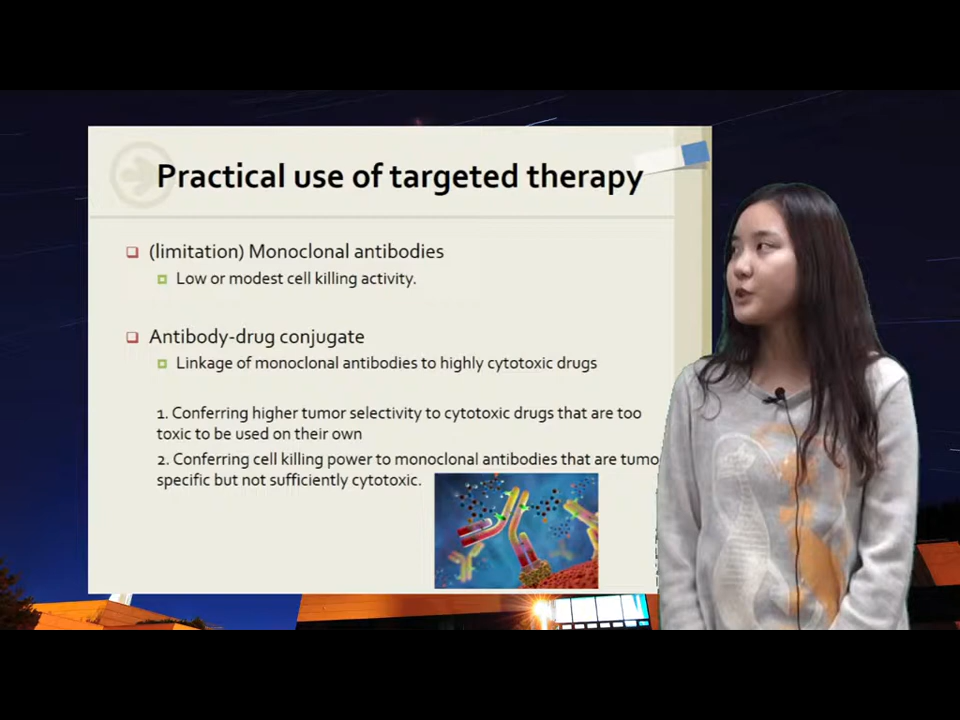 Practical use of targeted therapy
(limitation) Monoclonal antibodies
Low or modest cell killing activity.
Antibody-drug conjugate
Linkage of monoclonal antibodies to highly cytotoxic drugs
1. Conferring higher tumor selectivity to cytotoxic drugs that are too
toxic to be used on their own
2. Conferring cell killing power to monoclonal antibodies that are tumo
specific but not sufficiently cytotoxic.